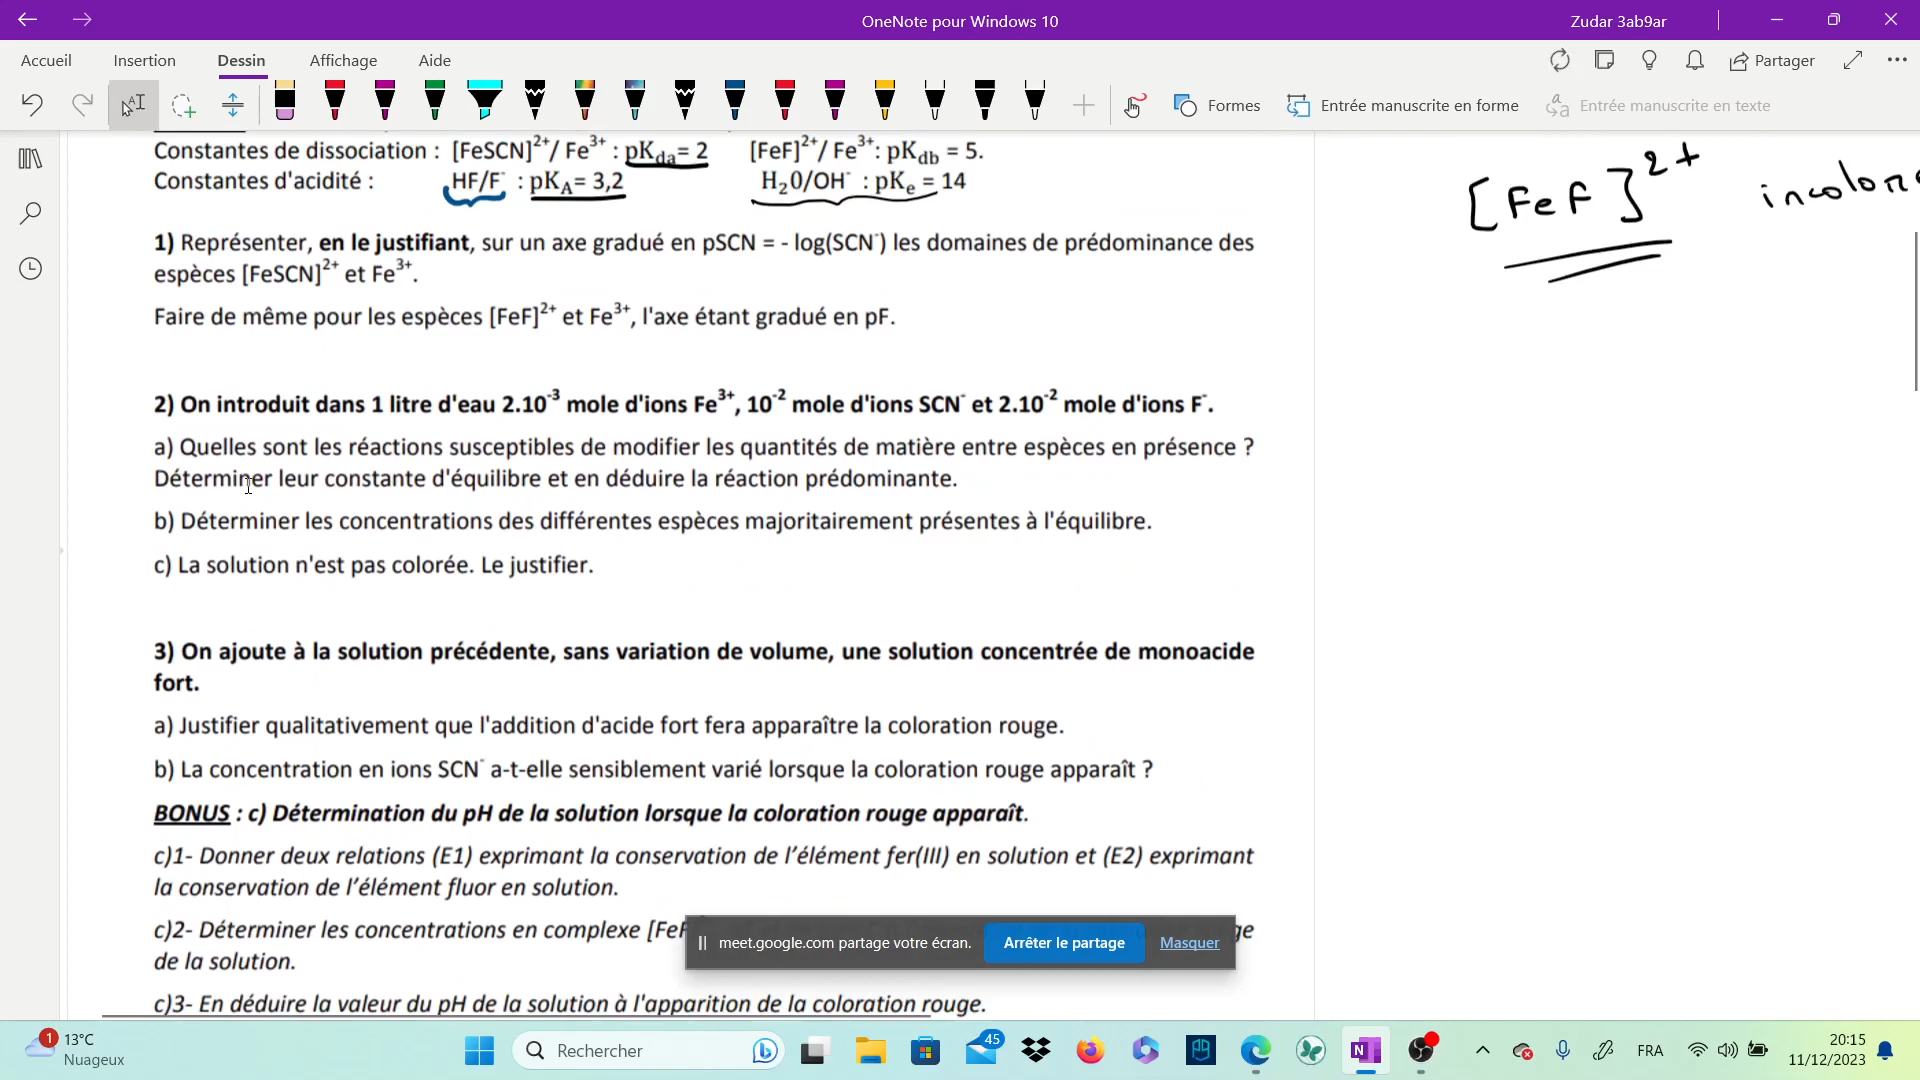 OneNote pour Windows 10
Zudar 3ab9ar
Accueil Insertion Dessin Affichage Aide
Partager
Formes Entrée manuscrite en forme Entrée manuscrite en texte
Constantes de dissociation : [FeSCN]²⁺/ Fe³⁺ : pKda= 2 [FeF]²⁺/ Fe³⁺: pKdb = 5.
Constantes d'acidité : HF/F⁻ : pKA= 3,2 H₂0/OH⁻ : pKe = 14
[FeF]²⁺ incolore
1) Représenter, en le justifiant, sur un axe gradué en pSCN = - log(SCN⁻) les domaines de prédominance des
espèces [FeSCN]²⁺ et Fe³⁺.
Faire de même pour les espèces [FeF]²⁺ et Fe³⁺, l'axe étant gradué en pF.
2) On introduit dans 1 litre d'eau 2.10⁻³ mole d'ions Fe³⁺, 10⁻² mole d'ions SCN⁻ et 2.10⁻² mole d'ions F⁻.
a) Quelles sont les réactions susceptibles de modifier les quantités de matière entre espèces en présence ?
Déterminer leur constante d'équilibre et en déduire la réaction prédominante.
b) Déterminer les concentrations des différentes espèces majoritairement présentes à l'équilibre.
c) La solution n'est pas colorée. Le justifier.
3) On ajoute à la solution précédente, sans variation de volume, une solution concentrée de monoacide
fort.
a) Justifier qualitativement que l'addition d'acide fort fera apparaître la coloration rouge.
b) La concentration en ions SCN⁻ a-t-elle sensiblement varié lorsque la coloration rouge apparaît ?
BONUS : c) Détermination du pH de la solution lorsque la coloration rouge apparaît.
c)1- Donner deux relations (E1) exprimant la conservation de l'élément fer(III) en solution et (E2) exprimant
la conservation de l'élément fluor en solution.
c)2- Déterminer les concentrations en complexe [FeF
de la solution.
meet.google.com partage votre écran. Arrêter le partage Masquer
c)3- En déduire la valeur du pH de la solution à l'apparition de la coloration rouge.
1 13°C
Nuageux
Rechercher
45
FRA
20:15
11/12/2023